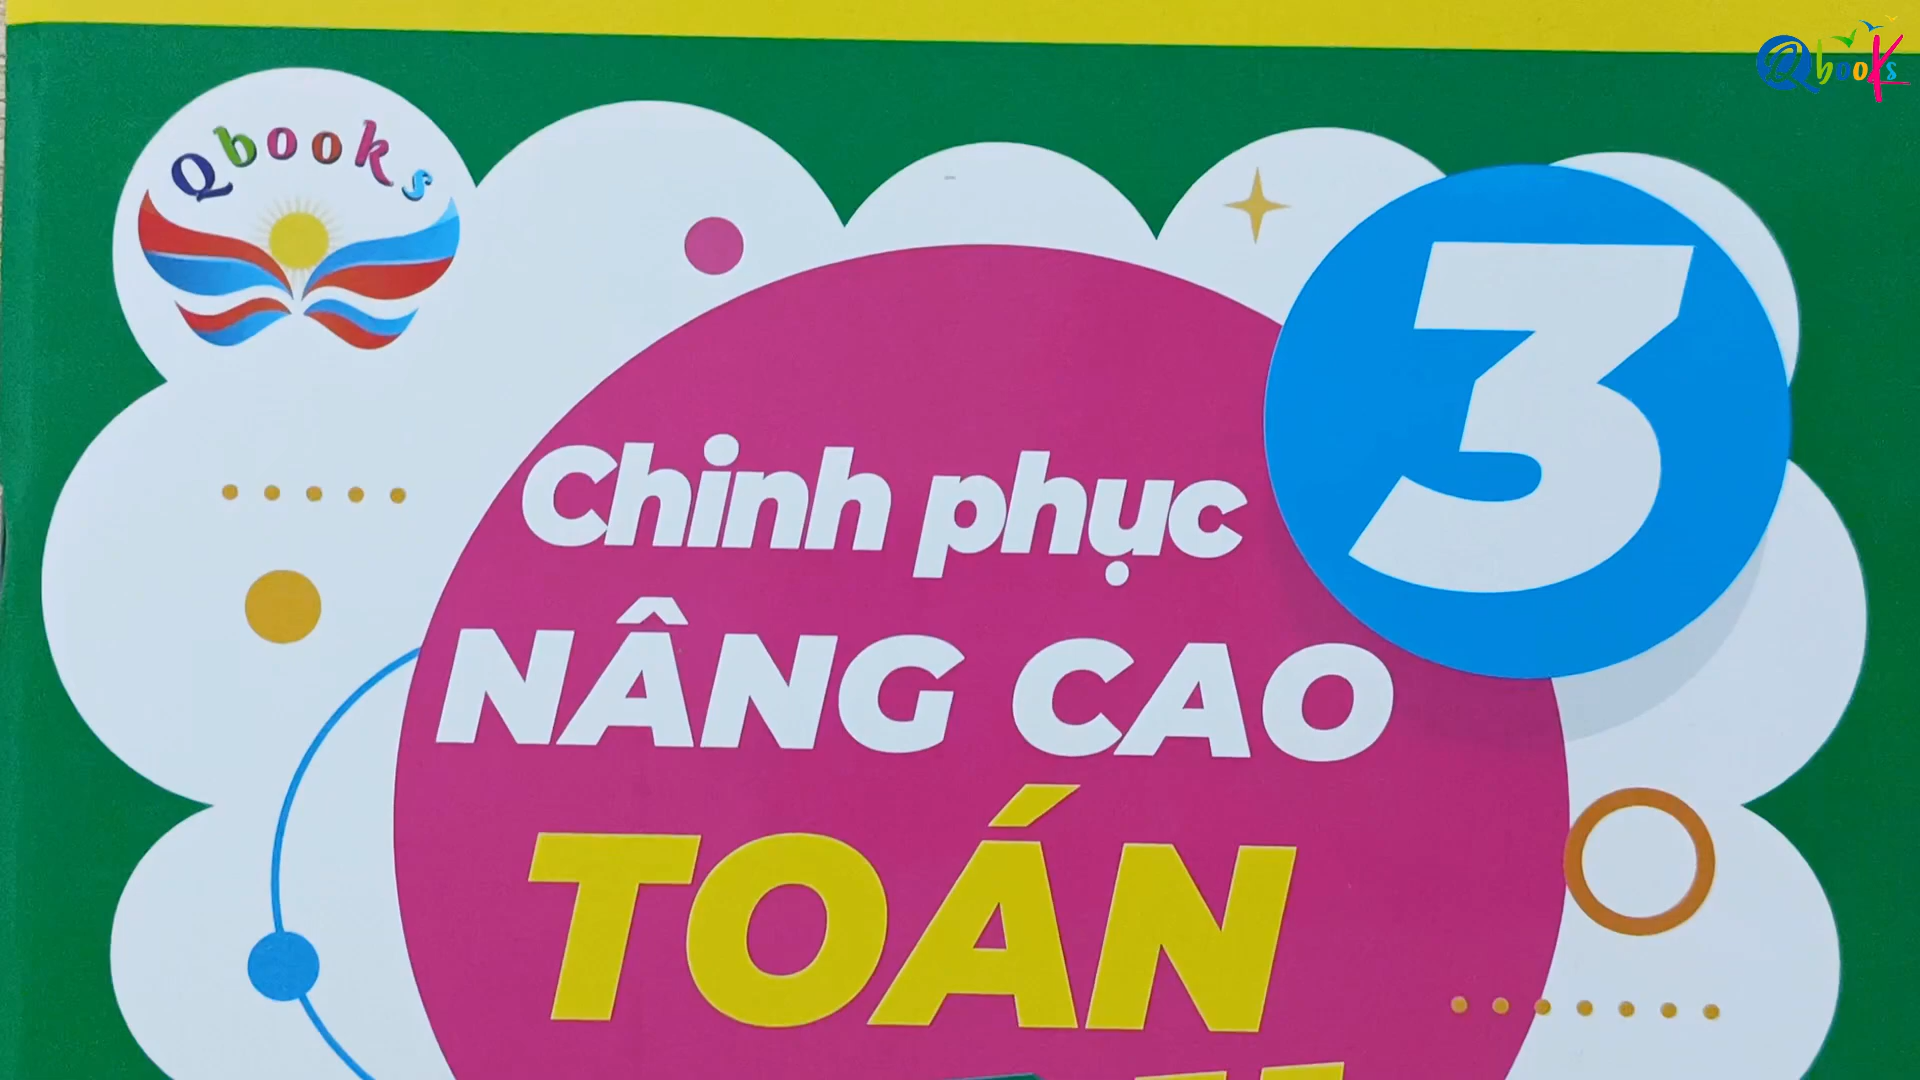 Qbooks
Qbooks
3
Chinh phục
NÂNG CAO
TOÁN